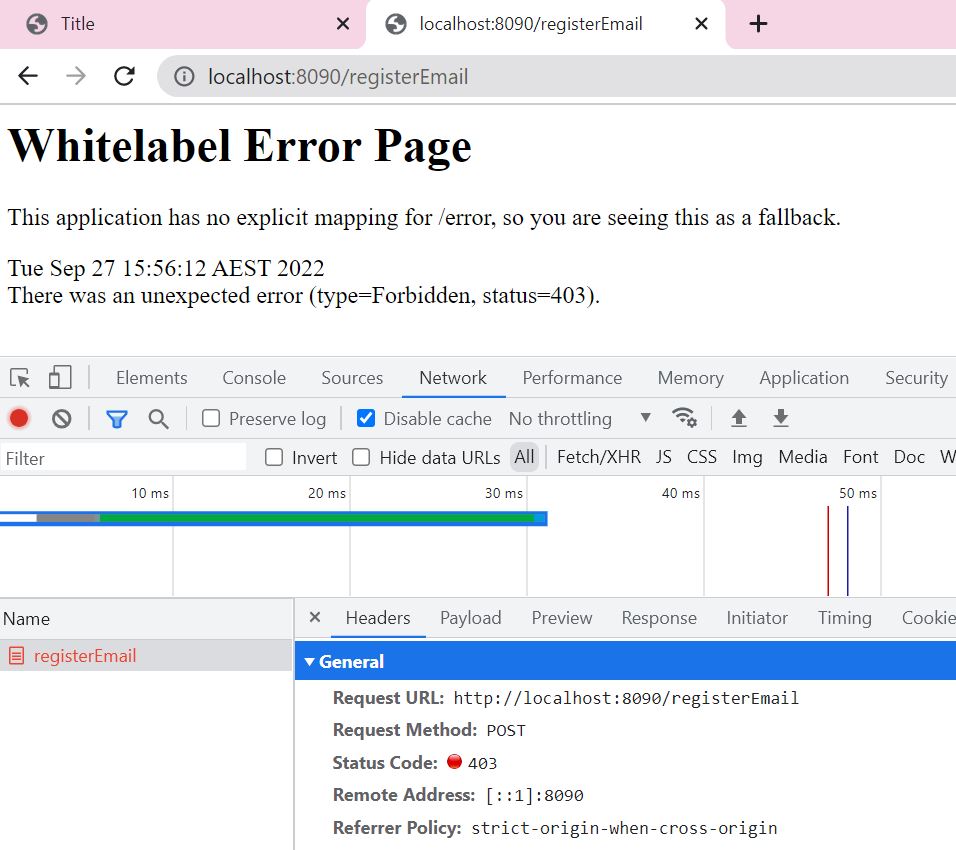 Title
localhost:8090/registerEmail
localhost:8090/registerEmail
Whitelabel Error Page
This application has no explicit mapping for /error, so you are seeing this as a fallback.
Tue Sep 27 15:56:12 AEST 2022
There was an unexpected error (type=Forbidden, status=403).
Elements Console Sources Network Performance Memory Application Security
Preserve log Disable cache No throttling
Filter Invert Hide data URLs All Fetch/XHR JS CSS Img Media Font Doc W
10 ms 20 ms 30 ms 40 ms 50 ms
Name Headers Payload Preview Response Initiator Timing Cookie
registerEmail
General
Request URL: http://localhost:8090/registerEmail
Request Method: POST
Status Code: 403
Remote Address: [::1]:8090
Referrer Policy: strict-origin-when-cross-origin